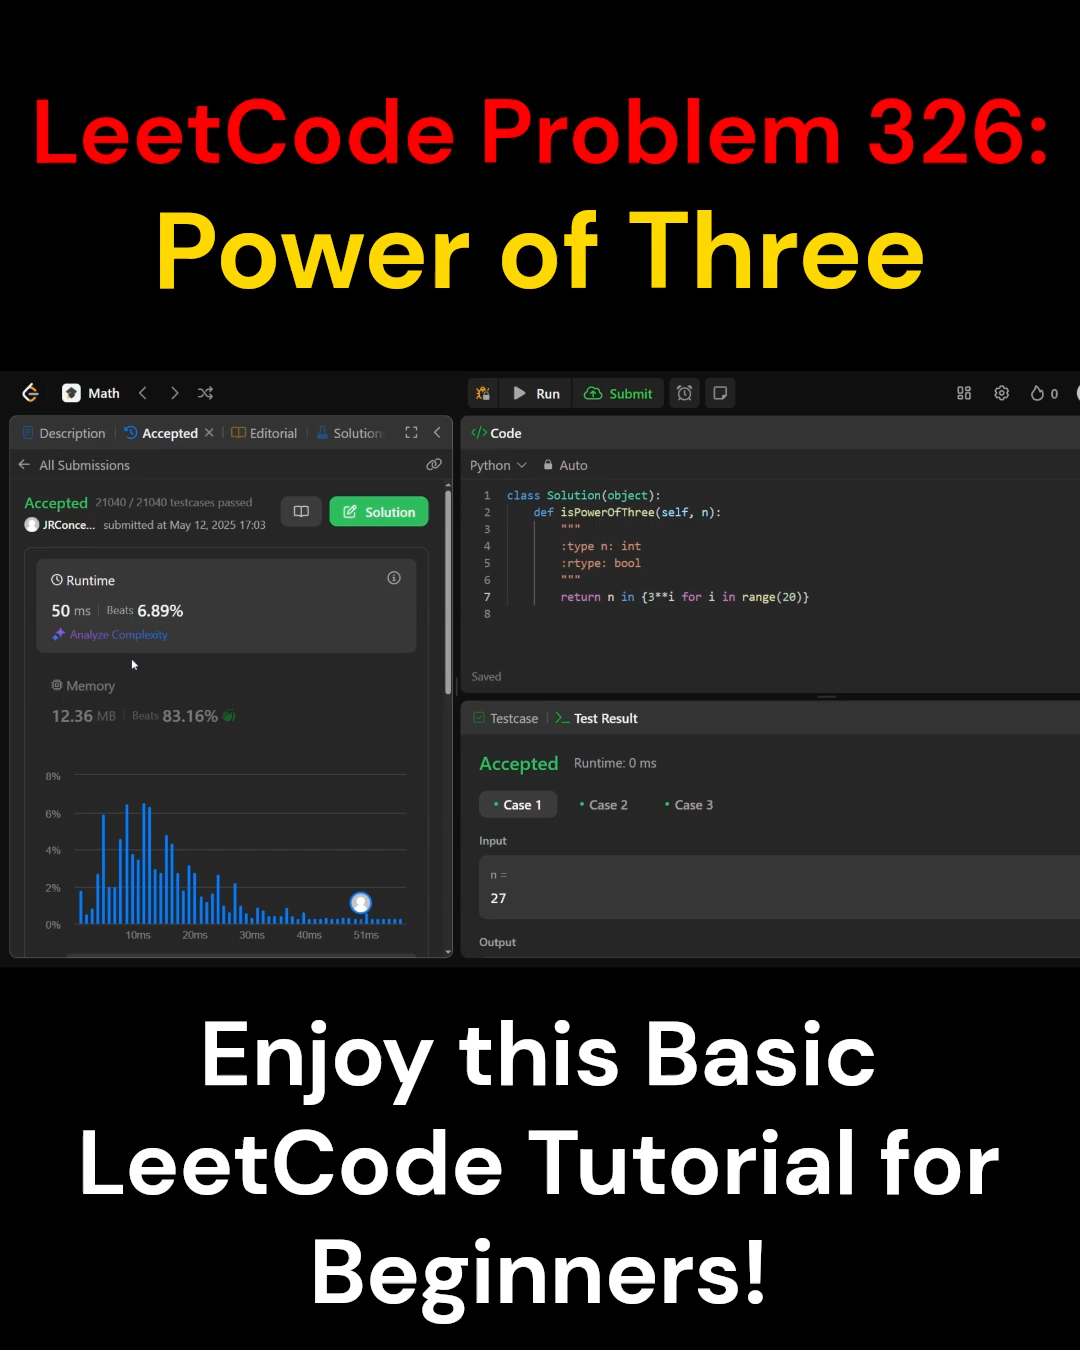 LeetCode Problem 326:
Power of Three
Math
Run
Submit
0
Description
Accepted
Editorial
Solution
Code
All Submissions
Python
Auto
Accepted 21040 / 21040 testcases passed
JRConce... submitted at May 12, 2025 17:03
Solution
Runtime
50 ms Beats 6.89%
Analyze Complexity
Memory
12.36 MB Beats 83.16%
8%
6%
4%
2%
0%
10ms 20ms 30ms 40ms 51ms
1 class Solution(object):
2 def isPowerOfThree(self, n):
3 """
4 :type n: int
5 :rtype: bool
6 """
7 return n in {3**i for i in range(20)}
8
Saved
Testcase
Test Result
Accepted Runtime: 0 ms
Case 1 Case 2 Case 3
Input
n =
27
Output
Enjoy this Basic
LeetCode Tutorial for
Beginners!